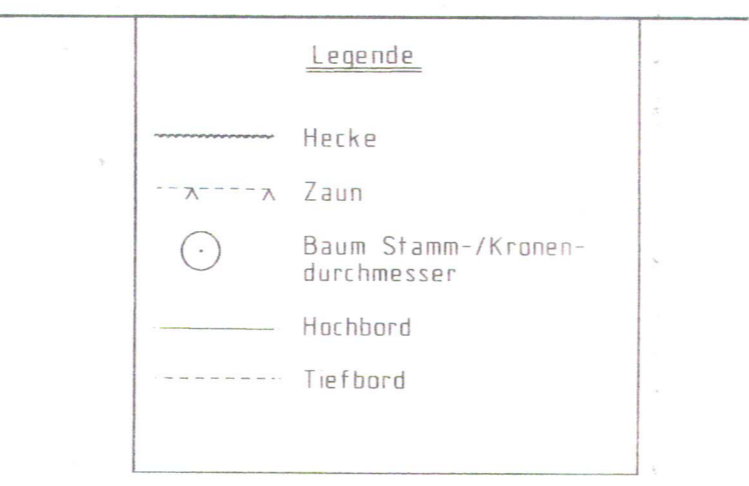 Legende
Hecke
Zaun
Baum Stamm-/Kronen-
durchmesser
Hochbord
Tiefbord